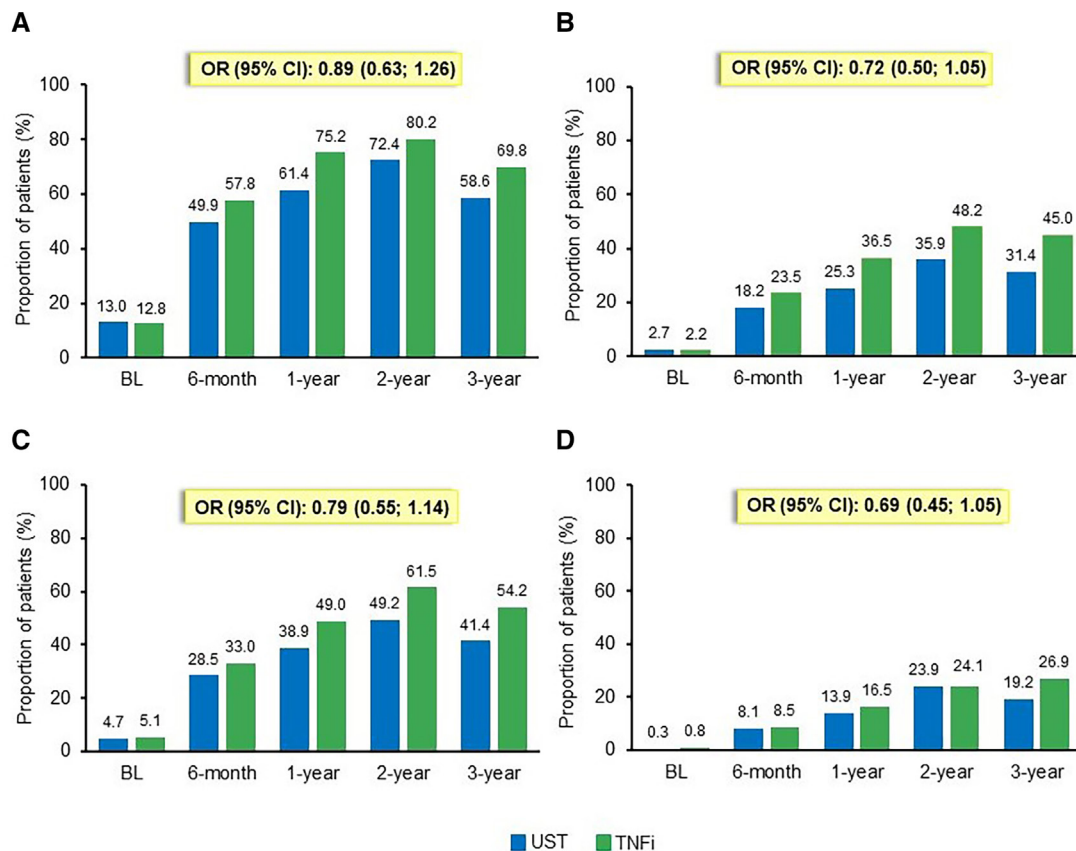 A
OR (95% CI): 0.89 (0.63; 1.26)
Proportion of patients (%)
100
80
60
40
20
0
13.0 12.8
49.9 57.8
61.4 75.2
72.4 80.2
58.6 69.8
BL 6-month 1-year 2-year 3-year
B
OR (95% CI): 0.72 (0.50; 1.05)
Proportion of patients (%)
100
80
60
40
20
0
2.7 2.2
18.2 23.5
25.3 36.5
35.9 48.2
31.4 45.0
BL 6-month 1-year 2-year 3-year
C
OR (95% CI): 0.79 (0.55; 1.14)
Proportion of patients (%)
100
80
60
40
20
0
4.7 5.1
28.5 33.0
38.9 49.0
49.2 61.5
41.4 54.2
BL 6-month 1-year 2-year 3-year
D
OR (95% CI): 0.69 (0.45; 1.05)
Proportion of patients (%)
100
80
60
40
20
0
0.3 0.8
8.1 8.5
13.9 16.5
23.9 24.1
19.2 26.9
BL 6-month 1-year 2-year 3-year
UST TNFi